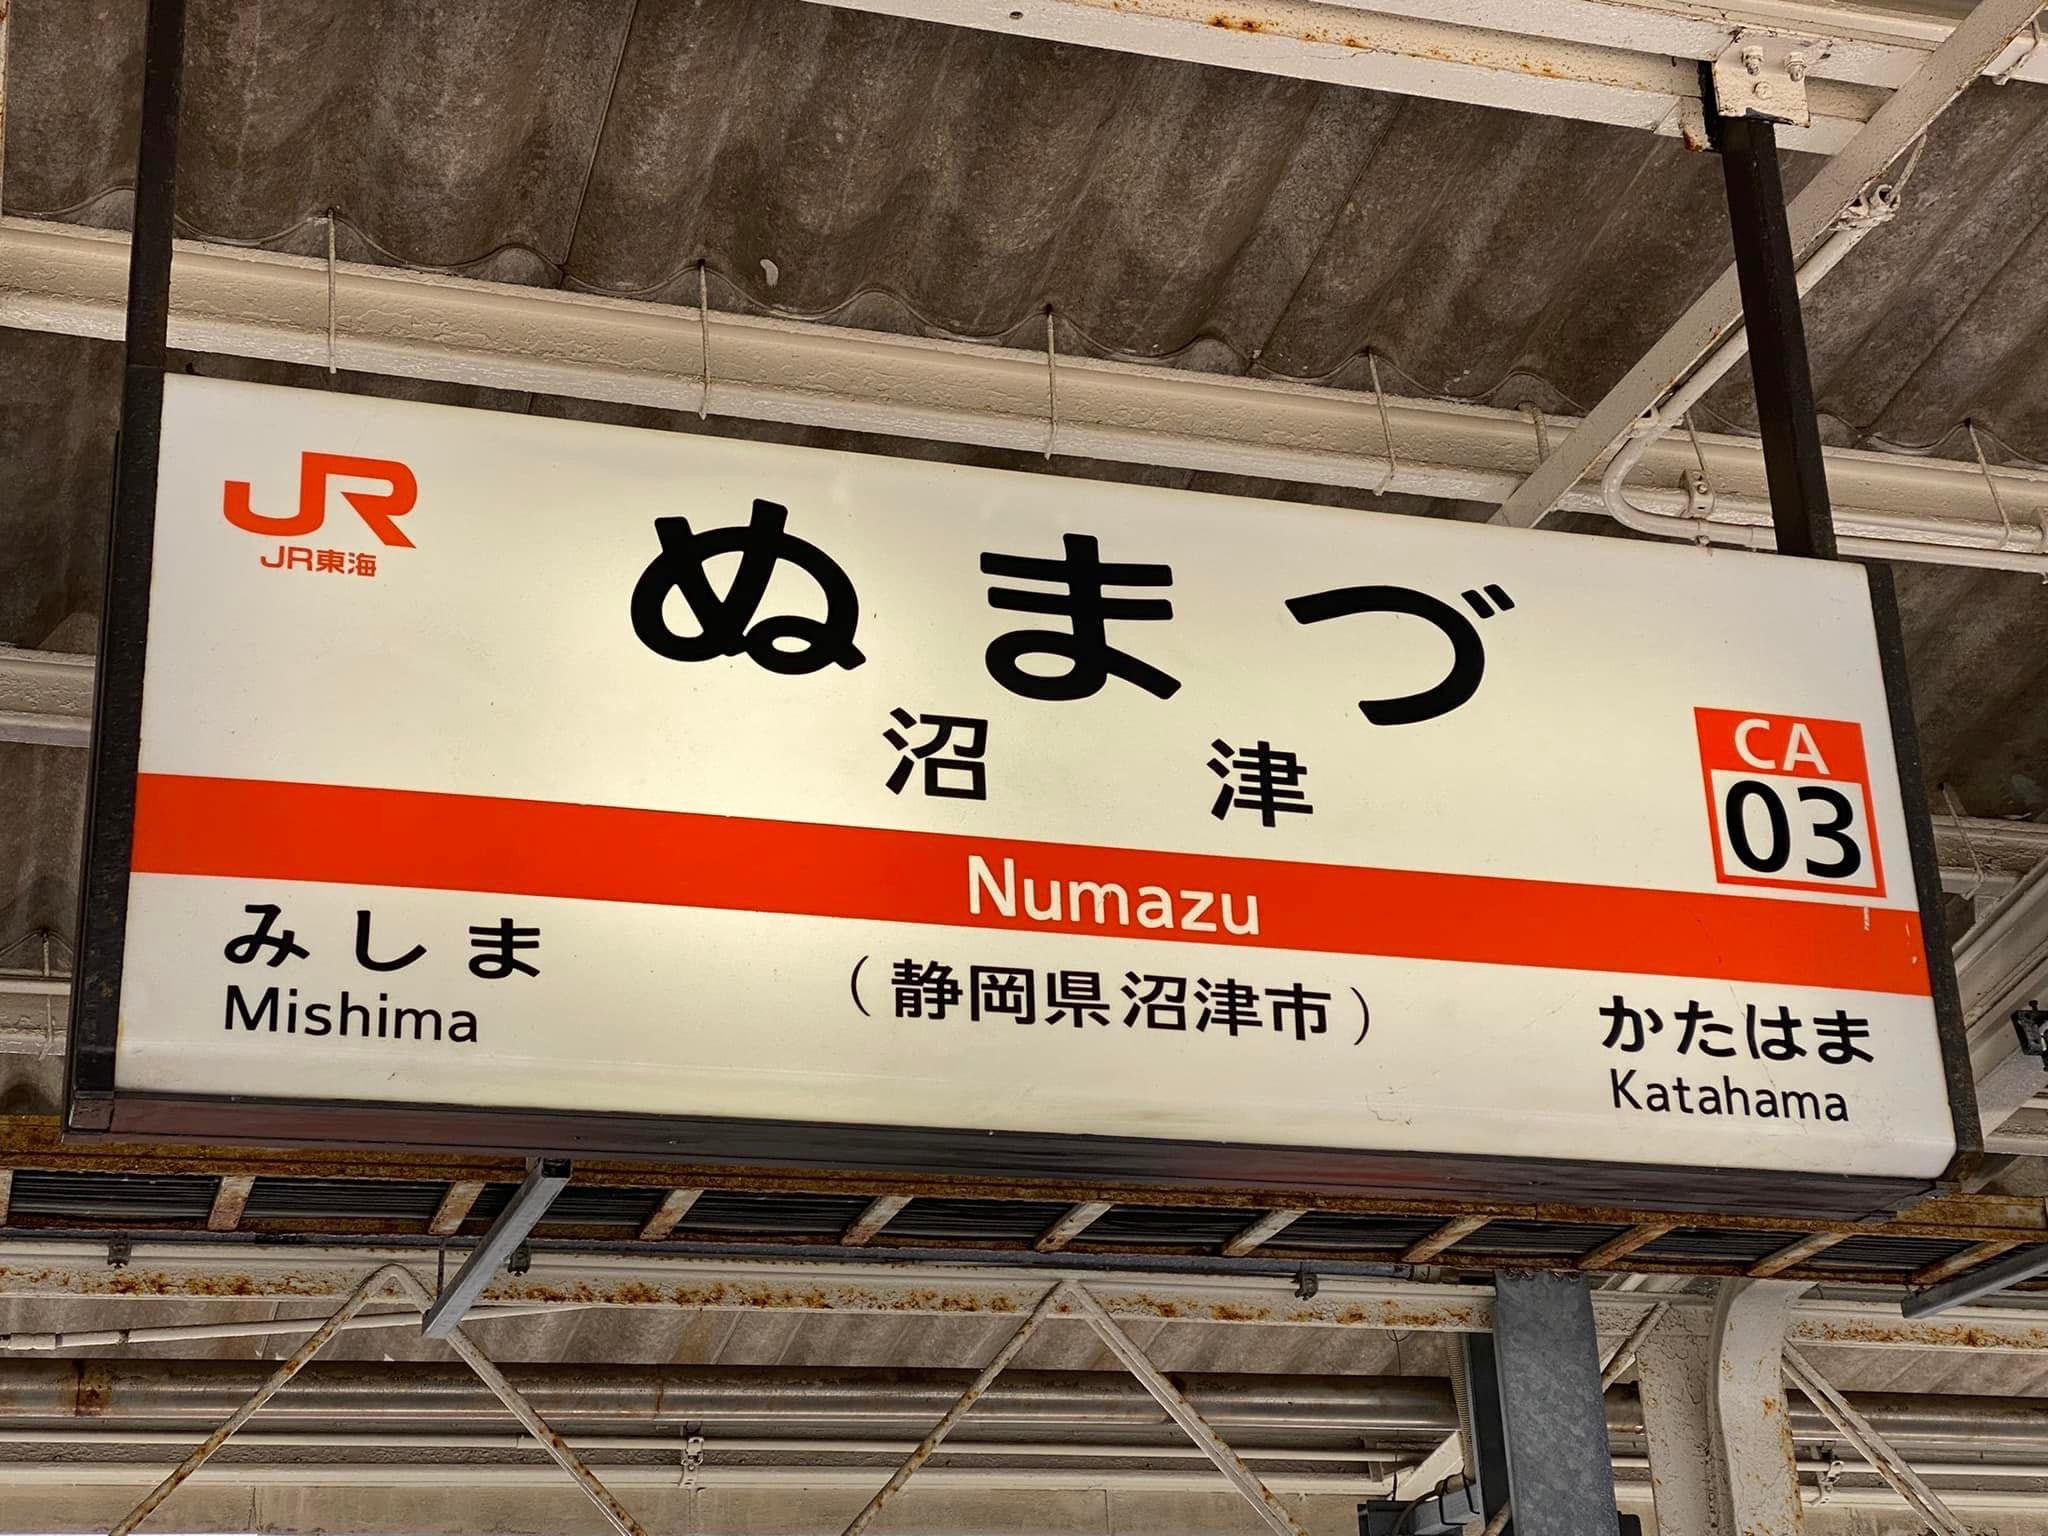 JR
JR東海
ぬまづ
沼津
CA
03
Numazu
みしま
Mishima
(静岡県沼津市)
かたはま
Katahama